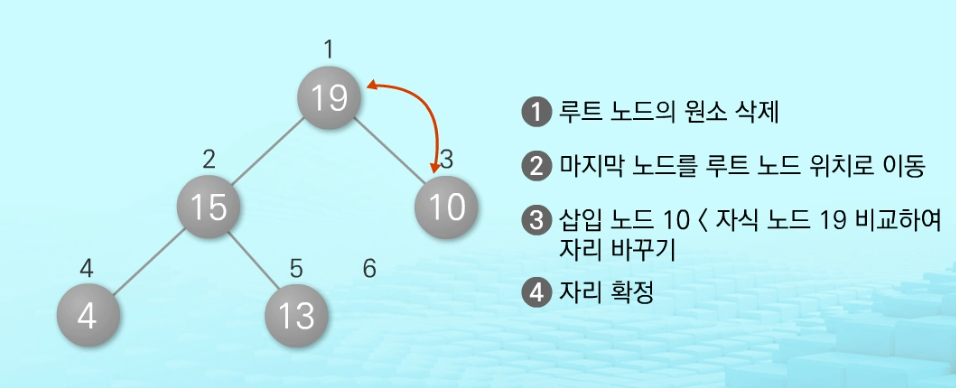 1
19
2
3
15
10
4
5
6
4
13
1 루트 노드의 원소 삭제
2 마지막 노드를 루트 노드 위치로 이동
3 삽입 노드 10 < 자식 노드 19 비교하여
자리 바꾸기
4 자리 확정